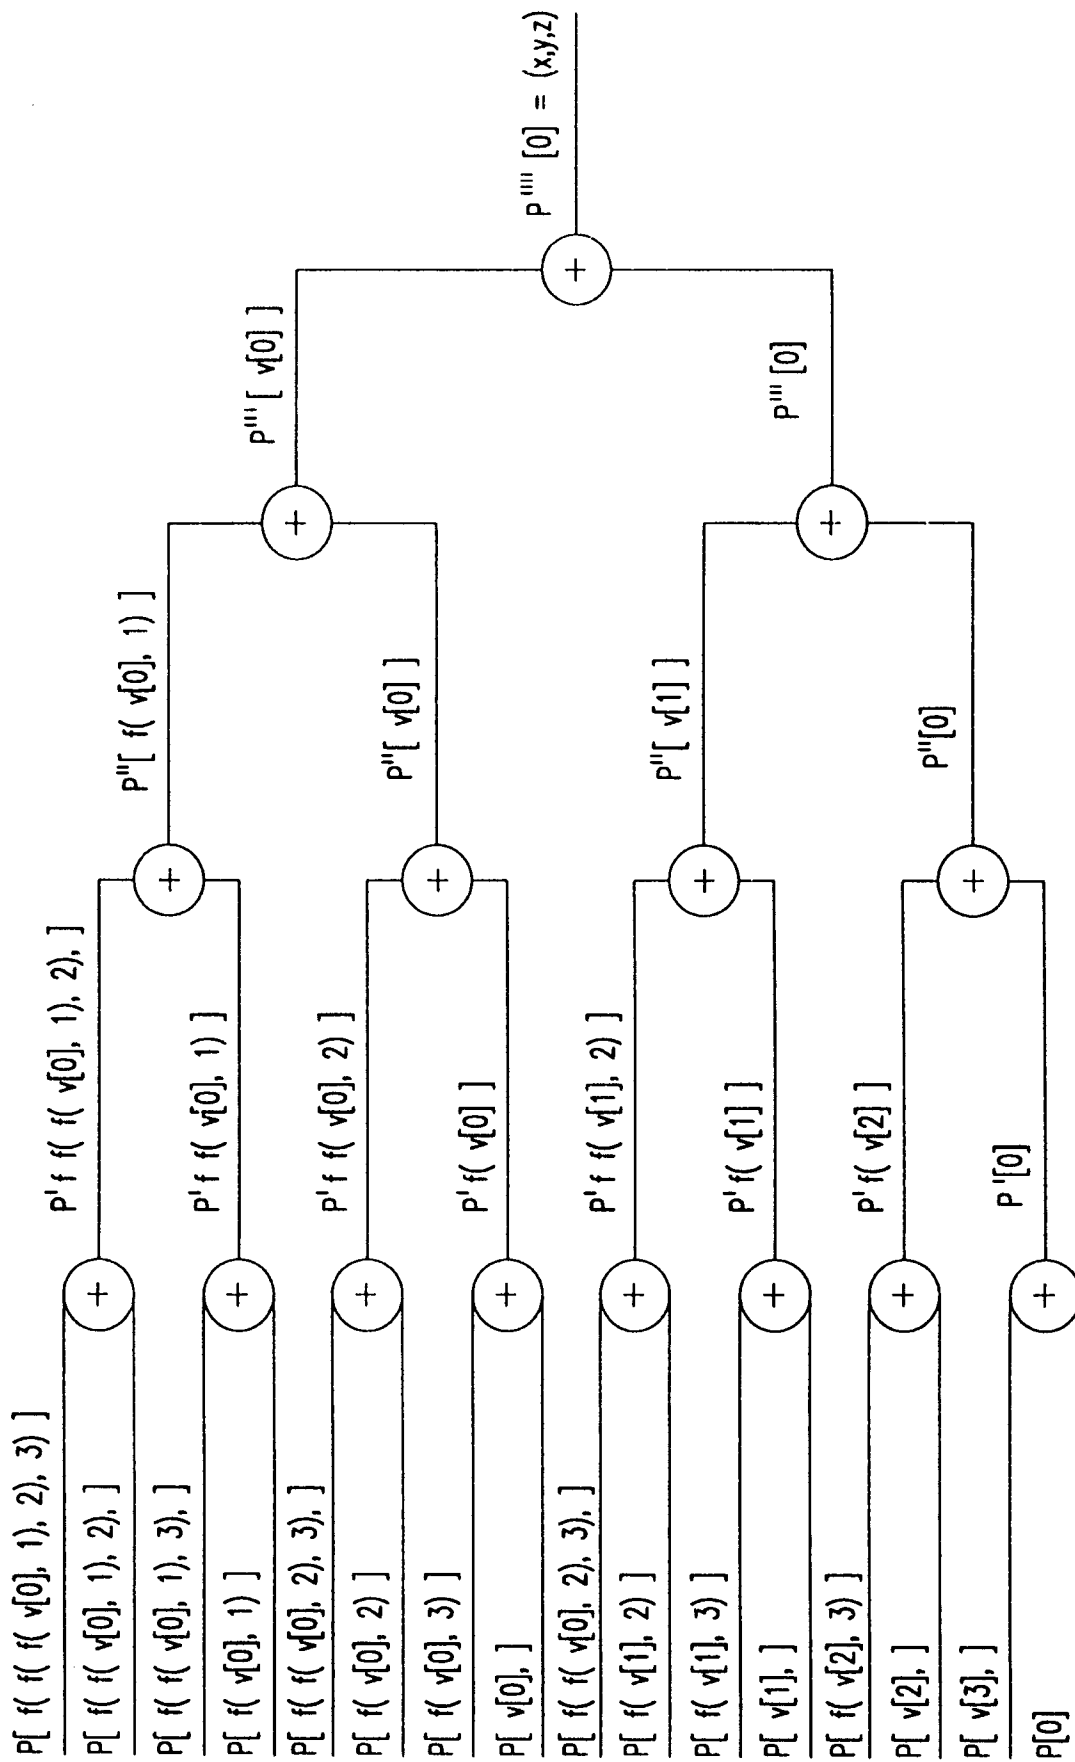 P[ f( f( f( v[0], 1), 2), 3) ]
P[ f( f( v[0], 1), 2), ]
P[ f( f( v[0], 1), 3), ]
P[ f( v[0], 1) ]
P[ f( f( v[0], 2), 3), ]
P[ f( v[0], 2) ]
P[ f( v[0], 3) ]
P[ v[0], ]
P[ f( f( v[0], 2), 3), ]
P[ f( v[1], 2) ]
P[ f( v[1], 3) ]
P[ v[1], ]
P[ f( v[2], 3) ]
P[ v[2], ]
P[ v[3], ]
P[0]
+
+
+
+
+
+
+
+
P' f f( f( v[0], 1), 2), ]
P' f f( v[0], 1) ]
P' f f( v[0], 2) ]
P' f( v[0] ]
P' f f( v[1], 2) ]
P' f( v[1] ]
P' f( v[2] ]
P'[0]
+
+
+
+
P''[ f( v[0], 1) ]
P''[ v[0] ]
P''[ v[1] ]
P''[0]
+
+
P''' [ v[0] ]
P''' [0]
+
P'''' [0] = (x,y,z)